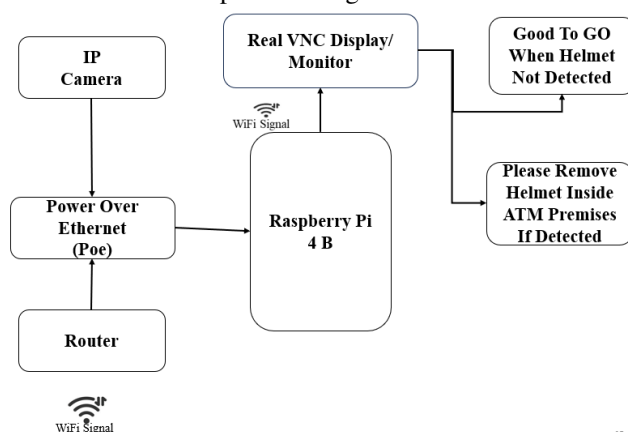 IP
Camera
Real VNC Display/
Monitor
Good To GO
When Helmet
Not Detected
WiFi Signal
Power Over
Ethernet
(Poe)
Raspberry Pi
4 B
Please Remove
Helmet Inside
ATM Premises
If Detected
Router
WiFi Signal